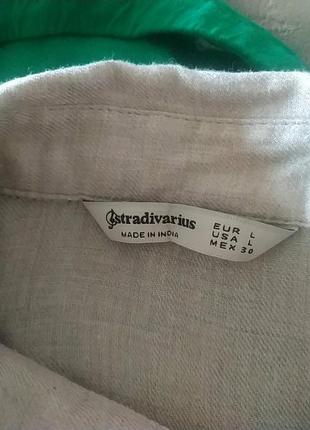 stradivarius
MADE IN INDIA
EUR L
USA L
MEX 30